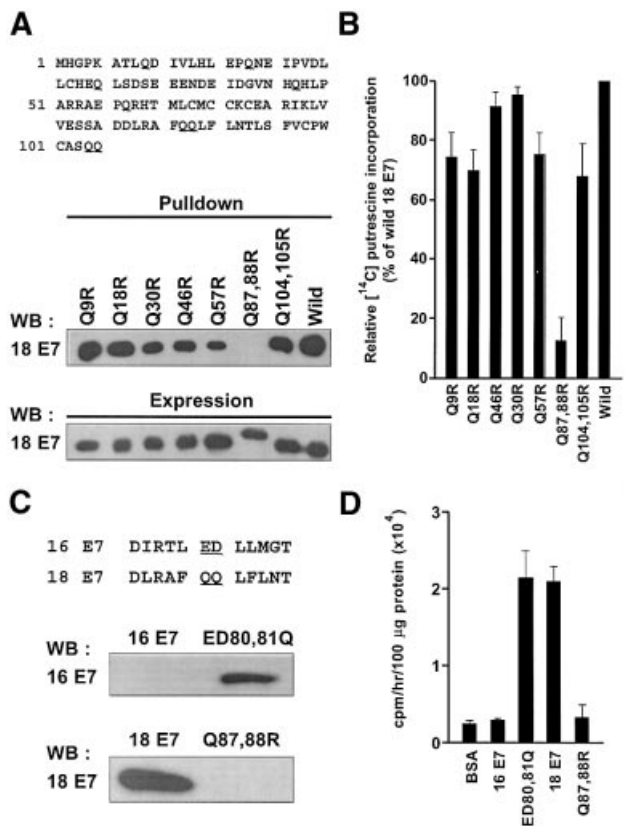 A
1 MHGPK ATLQD IVLHL EPQNE IPVDL
LCHEQ LSDSE EENDE IDGVN HQHLP
51 ARRAE PQRHT MLCMC CKCEA RIKLV
VESSA DDLRAF QQLF LNTLS FVCPW
101 CASQQ
Pulldown
Q9R
Q18R
Q30R
Q46R
Q57R
Q87,88R
Q104,105R
Wild
WB :
18 E7
Expression
WB :
18 E7
B
Relative [14C] putrescine incorporation
(% of wild 18 E7)
100
80
60
40
20
0
Q9R
Q18R
Q46R
Q30R
Q57R
Q87,88R
Q104,105R
Wild
C
16 E7 DIRTL ED LLMGT
18 E7 DLRAF QQ LFLNT
16 E7 ED80,81Q
WB :
16 E7
18 E7 Q87,88R
WB :
18 E7
D
cpm/hr/100 µg protein (x10⁴)
3
2
1
0
BSA
16 E7
ED80,81Q
18 E7
Q87,88R